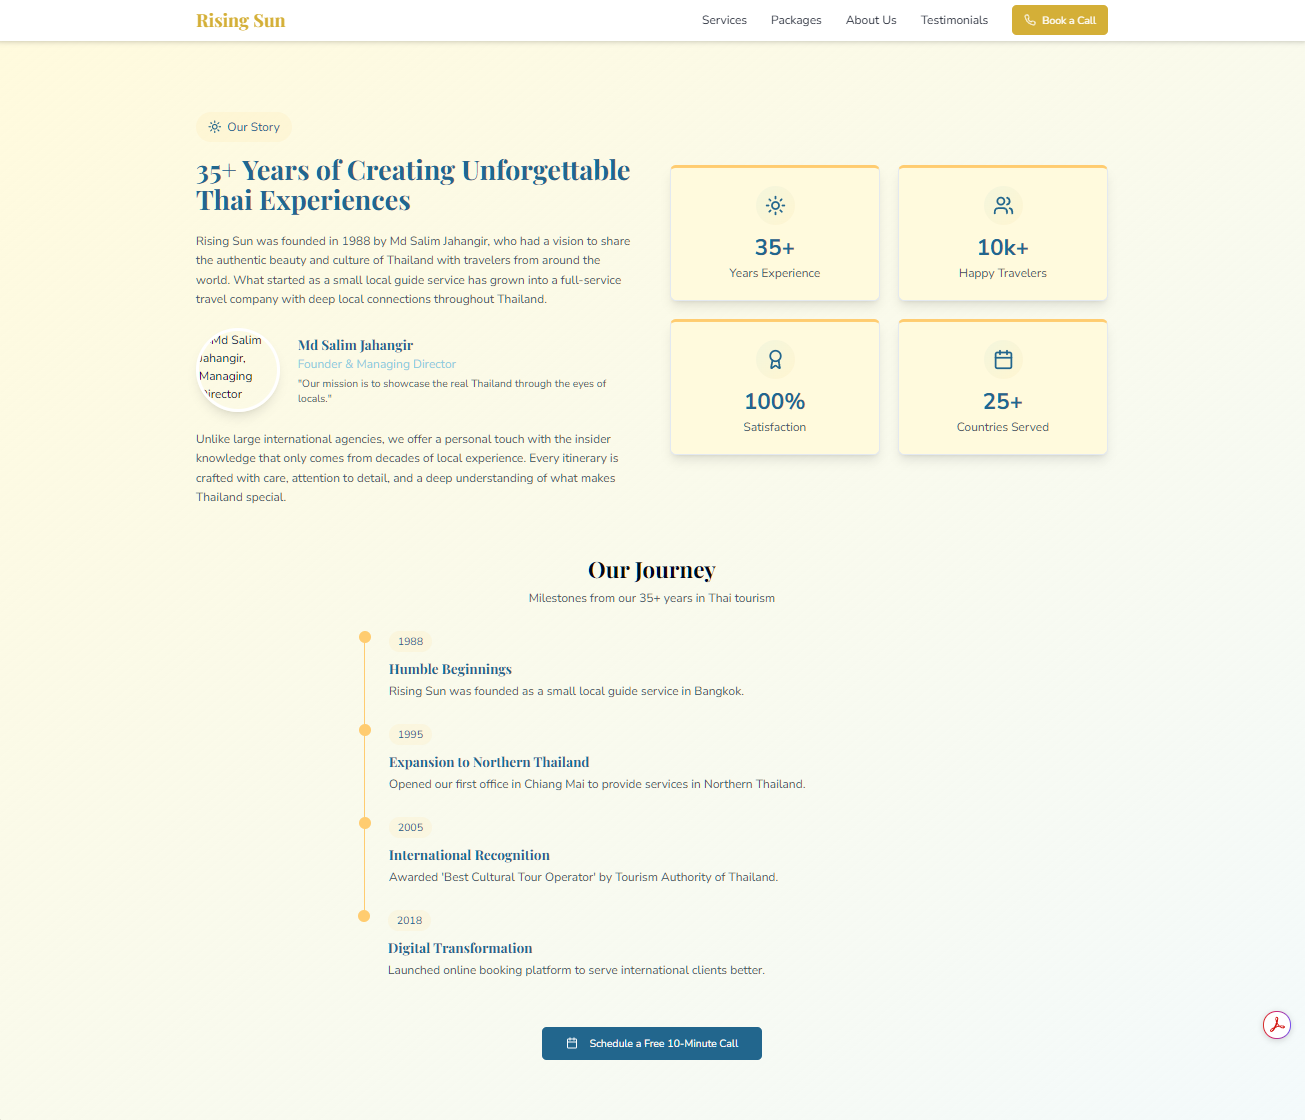 Rising Sun
Services
Packages
About Us
Testimonials
Book a Call
Our Story
35+ Years of Creating Unforgettable
Thai Experiences
Rising Sun was founded in 1988 by Md Salim Jahangir, who had a vision to share
the authentic beauty and culture of Thailand with travelers from around the
world. What started as a small local guide service has grown into a full-service
travel company with deep local connections throughout Thailand.
Md Salim
Jahangir,
Managing
Director
Md Salim Jahangir
Founder & Managing Director
"Our mission is to showcase the real Thailand through the eyes of
locals."
Unlike large international agencies, we offer a personal touch with the insider
knowledge that only comes from decades of local experience. Every itinerary is
crafted with care, attention to detail, and a deep understanding of what makes
Thailand special.
35+
Years Experience
10k+
Happy Travelers
100%
Satisfaction
25+
Countries Served
Our Journey
Milestones from our 35+ years in Thai tourism
1988
Humble Beginnings
Rising Sun was founded as a small local guide service in Bangkok.
1995
Expansion to Northern Thailand
Opened our first office in Chiang Mai to provide services in Northern Thailand.
2005
International Recognition
Awarded 'Best Cultural Tour Operator' by Tourism Authority of Thailand.
2018
Digital Transformation
Launched online booking platform to serve international clients better.
Schedule a Free 10-Minute Call